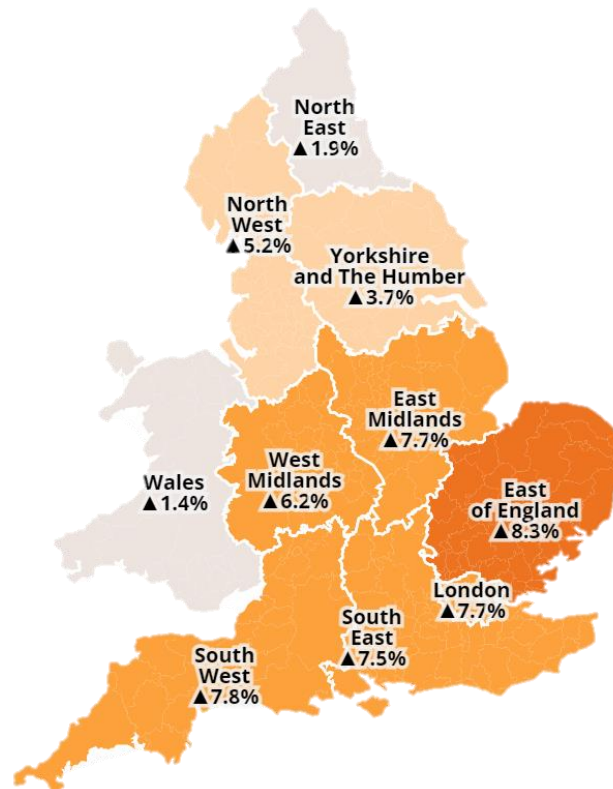 North
East
▲1.9%
North
West
▲5.2%
Yorkshire
and The Humber
▲3.7%
East
Midlands
▲7.7%
West
Midlands
▲6.2%
Wales
▲1.4%
East
of England
▲8.3%
London
▲7.7%
South
East
▲7.5%
South
West
▲7.8%